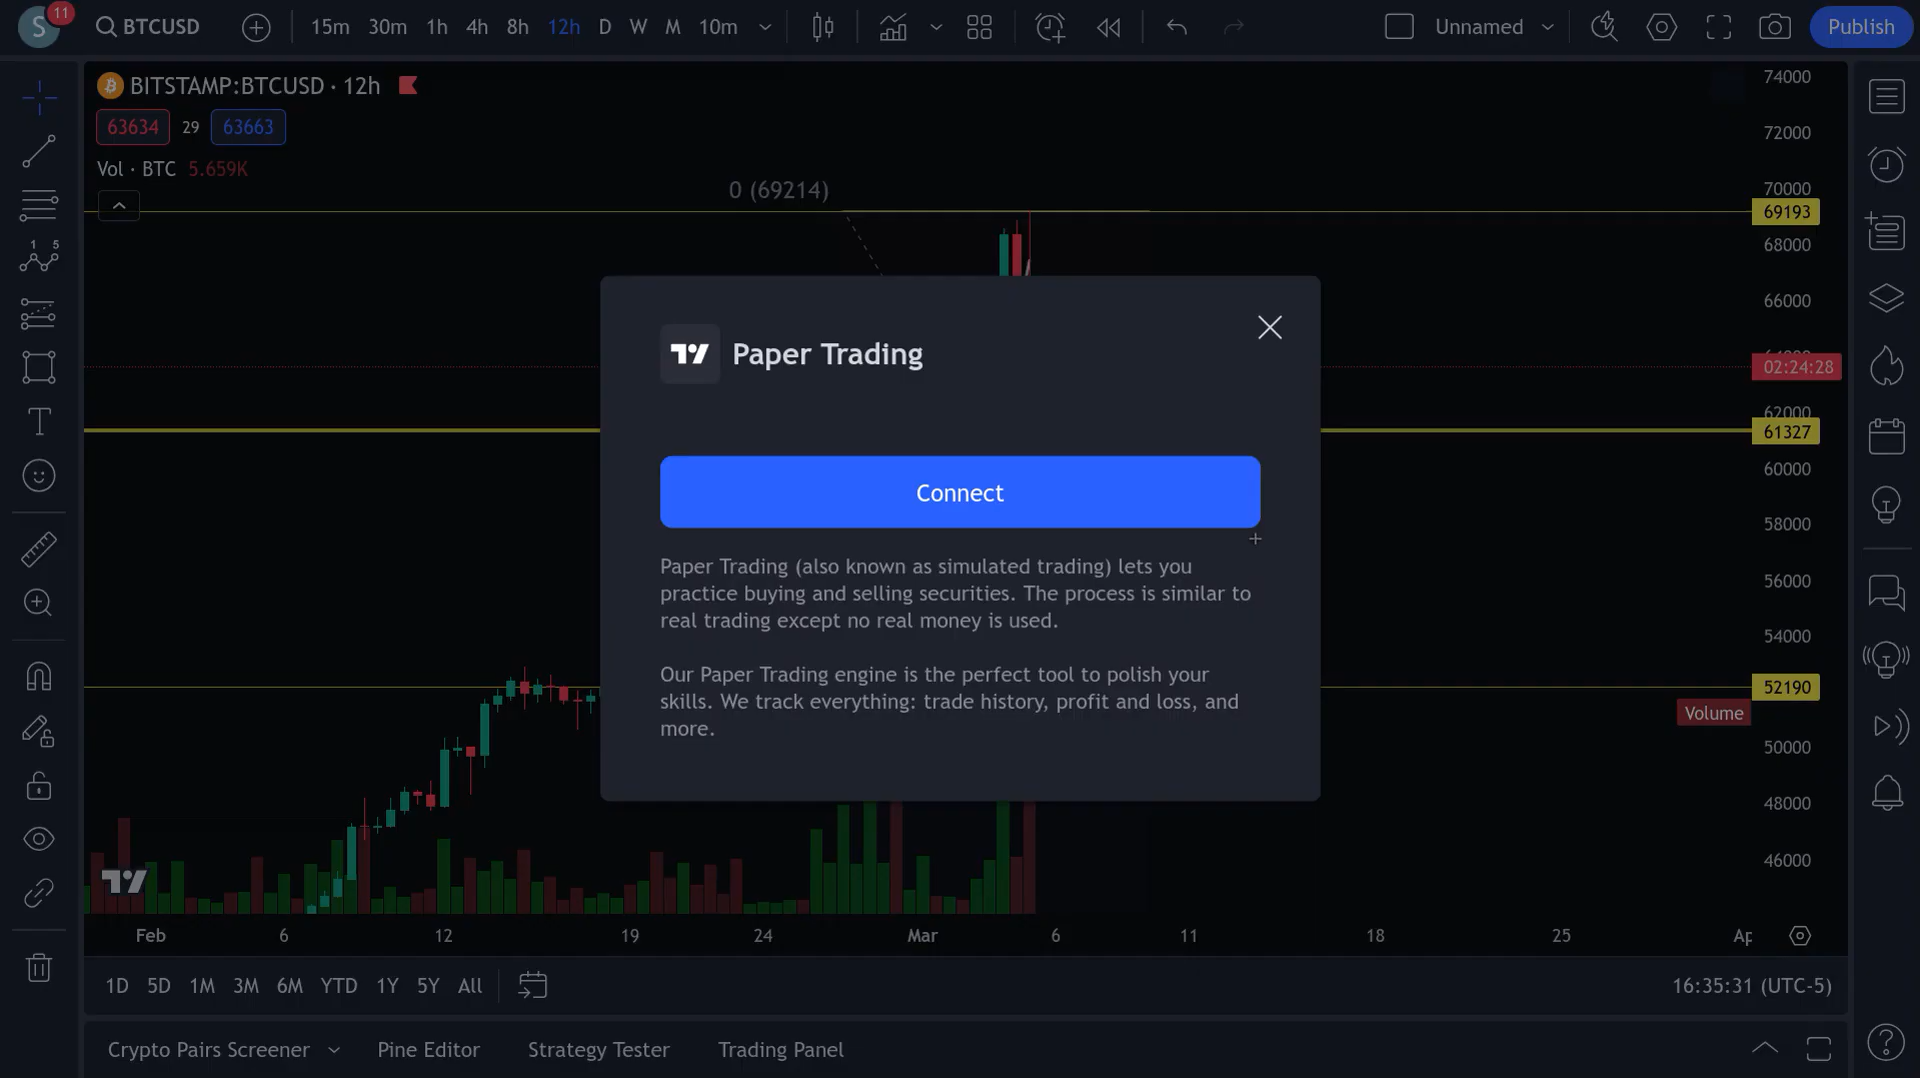 S 11 BTCUSD 15m 30m 1h 4h 8h 12h D W M 10m Unnamed Publish
BITSTAMP:BTCUSD · 12h
63634 29 63663
Vol · BTC 5.659K
0 (69214)
74000
72000
70000
69193
68000
66000
02:24:28
62000
61327
60000
58000
56000
54000
52190
Volume
50000
48000
46000
1 5
T
Paper Trading
Connect
Paper Trading (also known as simulated trading) lets you
practice buying and selling securities. The process is similar to
real trading except no real money is used.
Our Paper Trading engine is the perfect tool to polish your
skills. We track everything: trade history, profit and loss, and
more.
Feb 6 12 19 24 Mar 6 11 18 25 Ap
1D 5D 1M 3M 6M YTD 1Y 5Y All 16:35:31 (UTC-5)
Crypto Pairs Screener Pine Editor Strategy Tester Trading Panel